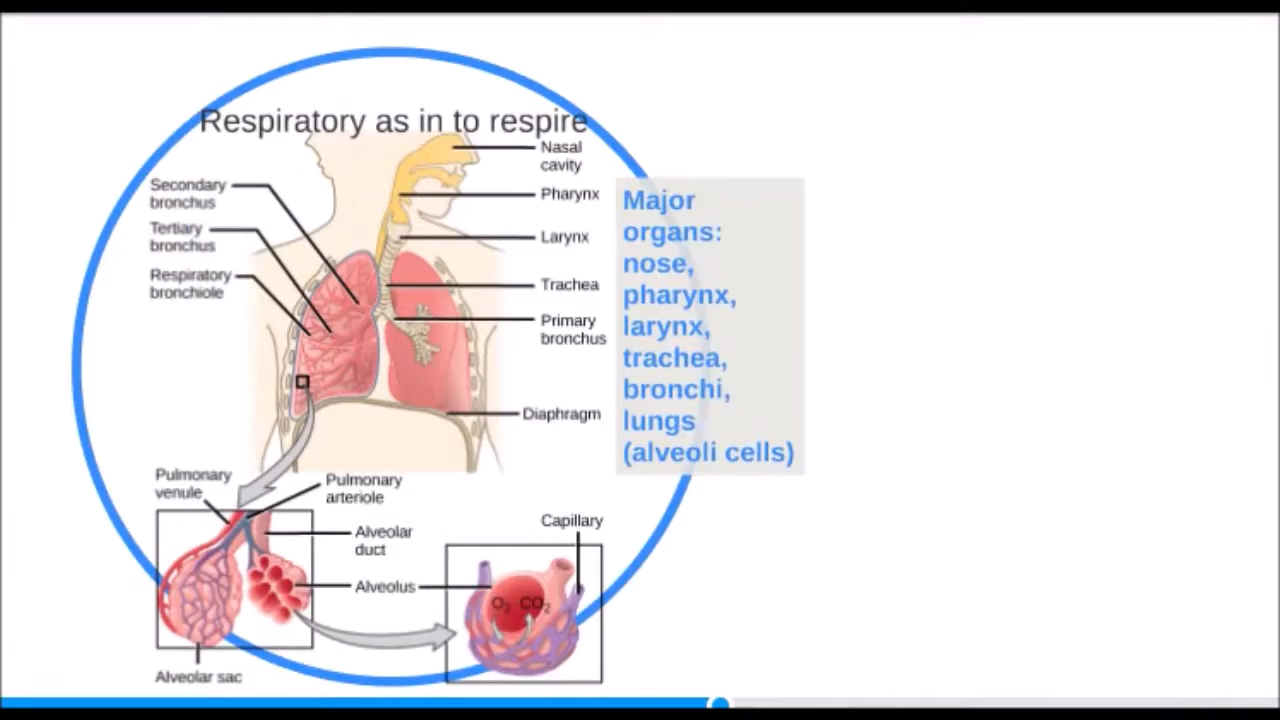 Respiratory as in to respire
Nasal
cavity
Pharynx
Larynx
Trachea
Primary
bronchus
Diaphragm
Secondary
bronchus
Tertiary
bronchus
Respiratory
bronchiole
Major
organs:
nose,
pharynx,
larynx,
trachea,
bronchi,
lungs
(alveoli cells)
Pulmonary
venule
Pulmonary
arteriole
Alveolar
duct
Alveolus
Alveolar sac
Capillary
O2 CO2